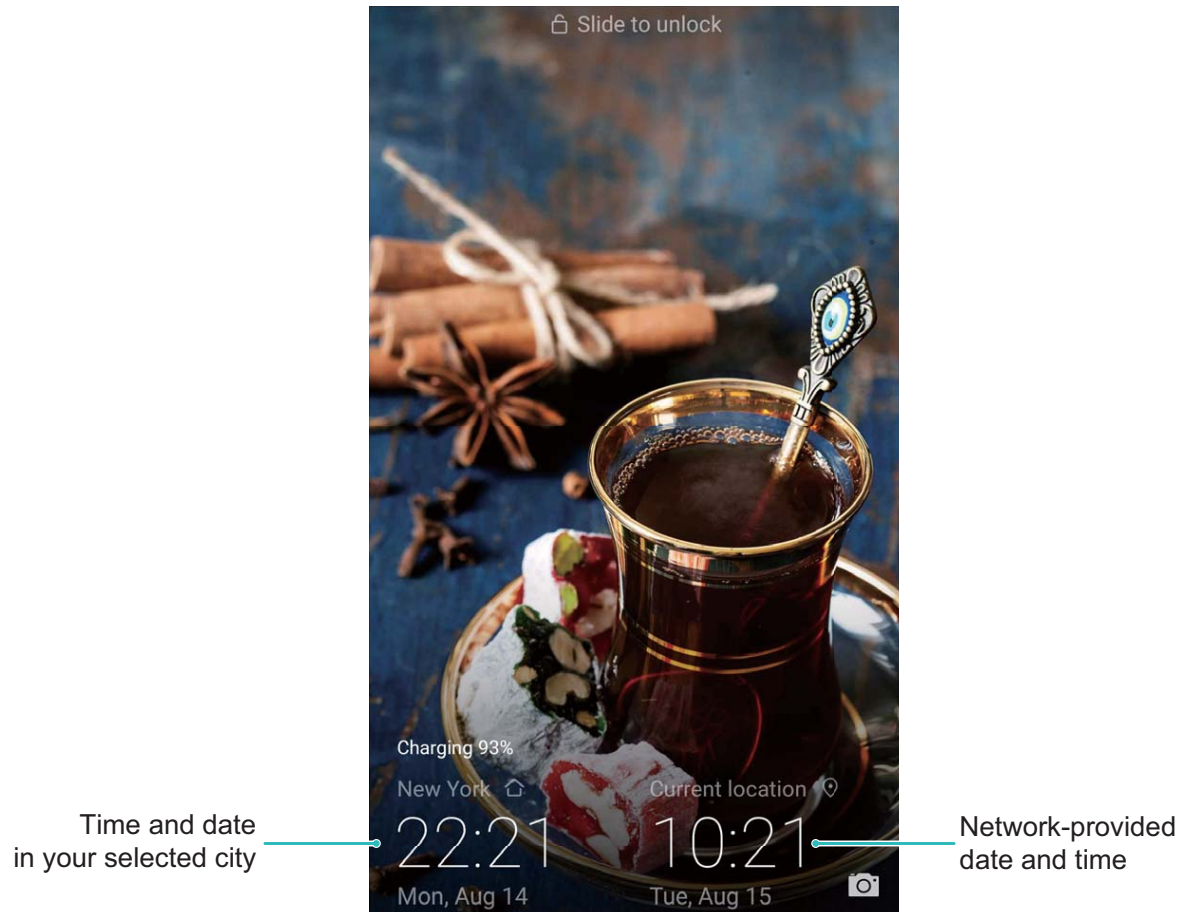 Slide to unlock
Charging 93%
New York
Current location
22:21
10:21
Mon, Aug 14
Tue, Aug 15
Time and date
in your selected city
Network-provided
date and time